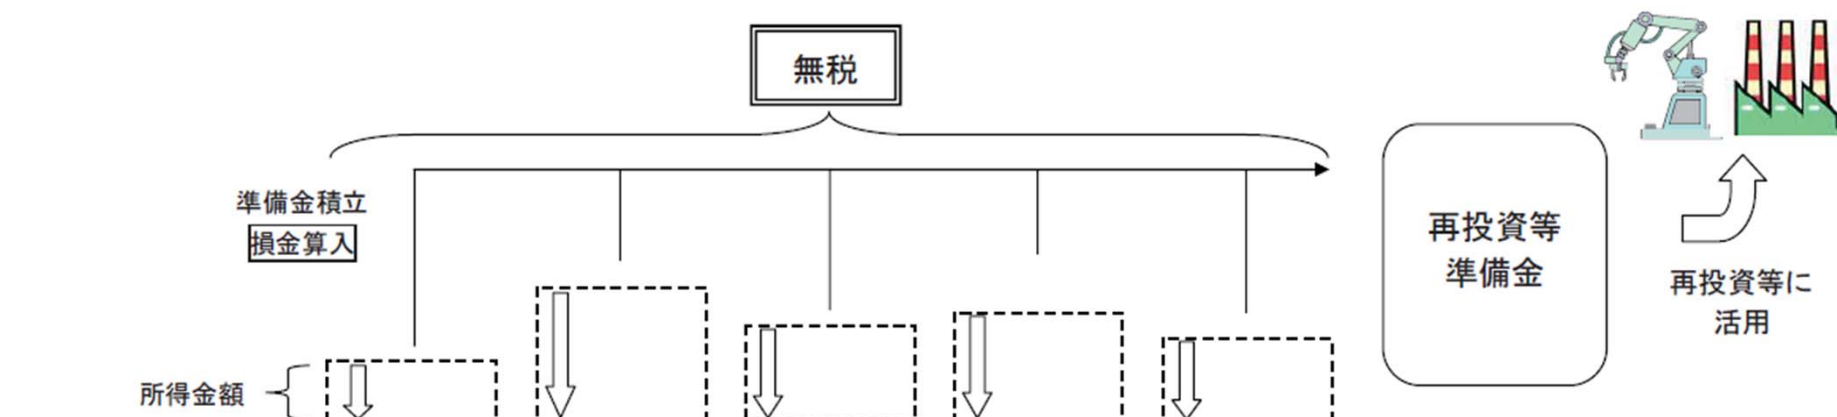 無税
準備金積立
損金算入
再投資等
準備金
再投資等に
活用
所得金額